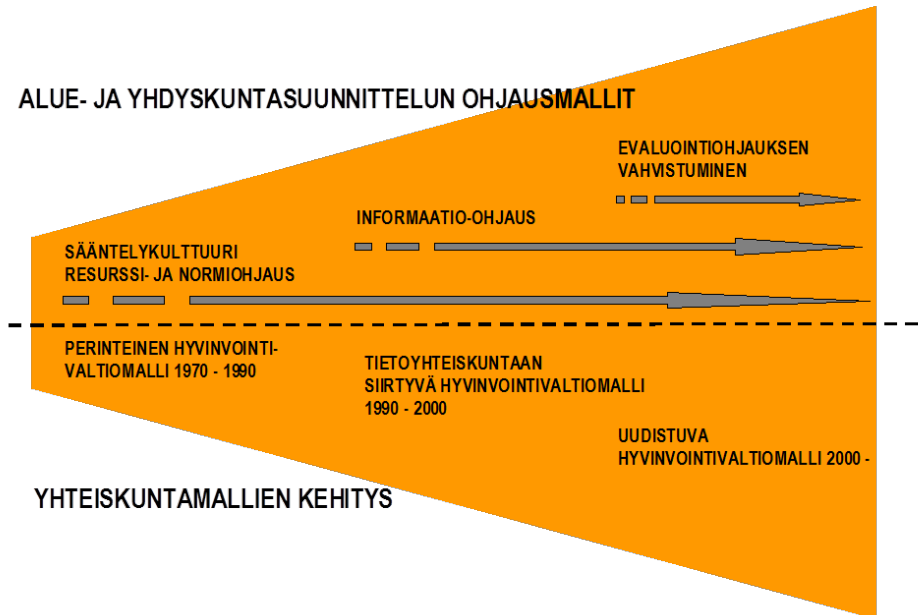 ALUE- JA YHDYSKUNTASUUNNITTELUN OHJAUSMALLIT
EVALUOINTIOHJAUKSEN
VAHVISTUMINEN
INFORMAATIO-OHJAUS
SÄÄNTELYKULTTUURI
RESURSSI- JA NORMIOHJAUS
PERINTEINEN HYVINVOINTI-
VALTIOMALLI 1970 - 1990
TIETOYHTEISKUNTAAN
SIIRTYVÄ HYVINVOINTIVALTIOMALLI
1990 - 2000
UUDISTUVA
HYVINVOINTIVALTIOMALLI 2000 -
YHTEISKUNTAMALLIEN KEHITYS